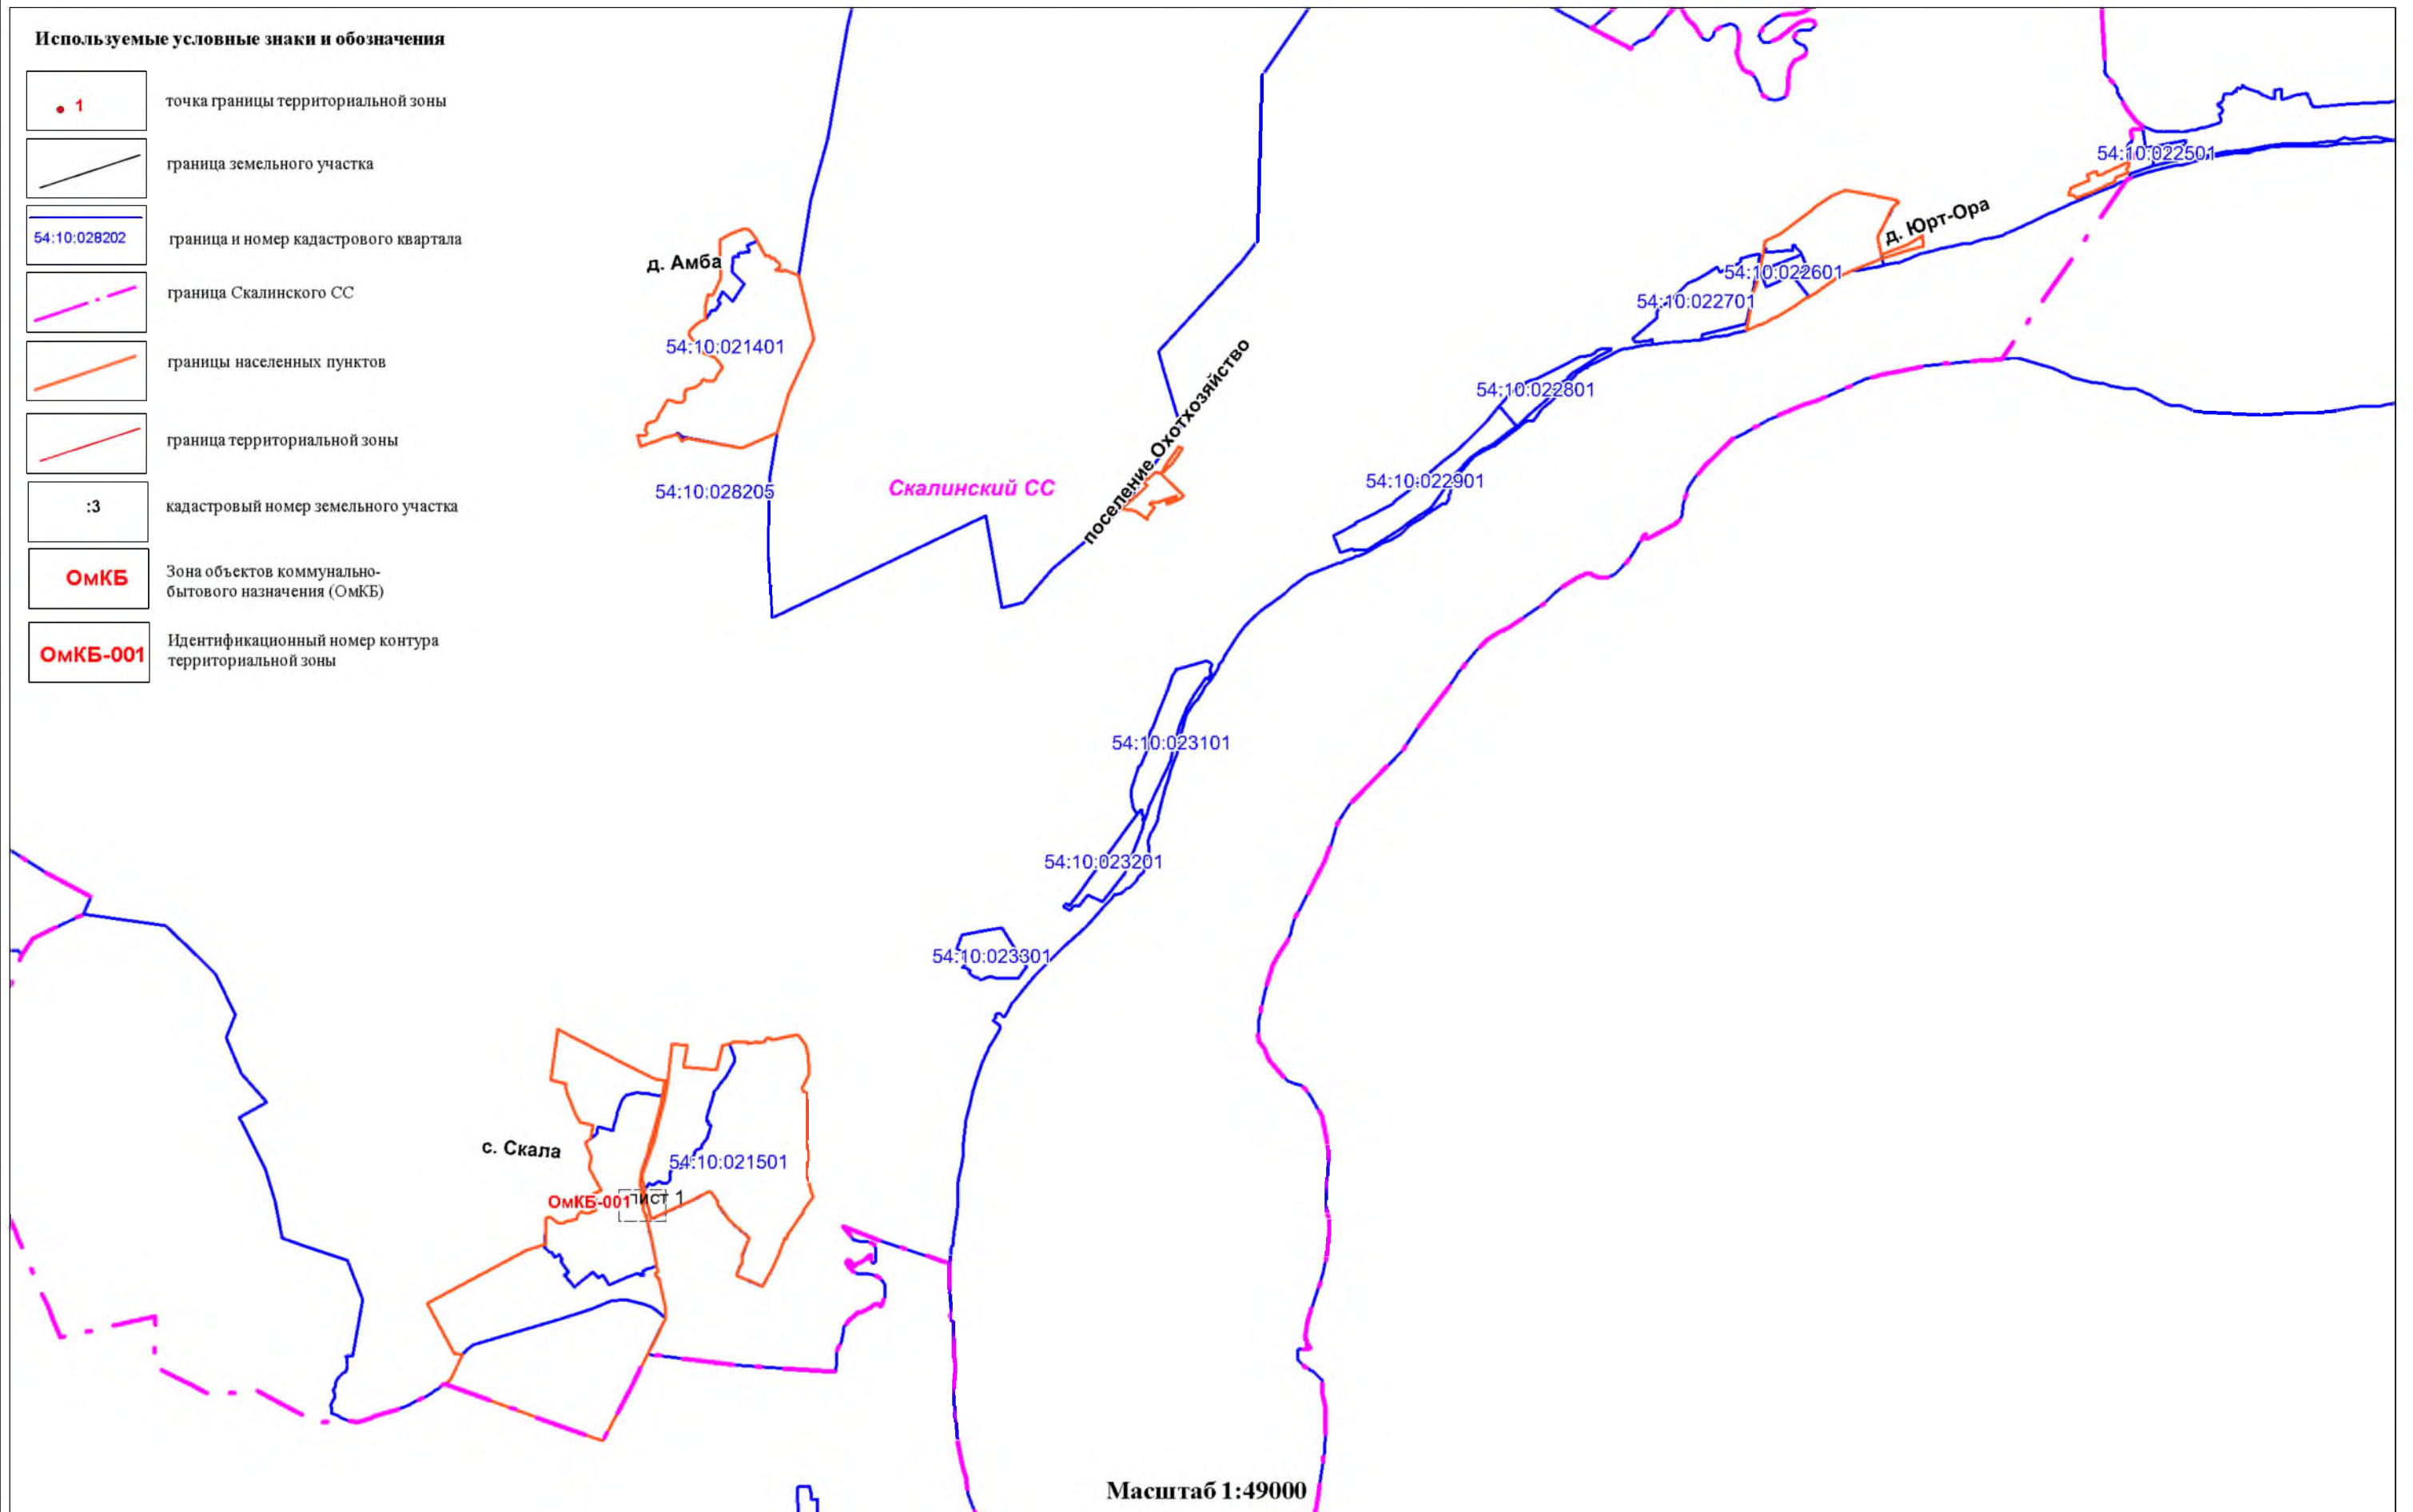 Используемые условные знаки и обозначения
1
точка границы территориальной зоны
граница земельного участка
54:10:028202
граница и номер кадастрового квартала
граница Скалинского СС
границы населенных пунктов
граница территориальной зоны
:3
кадастровый номер земельного участка
ОмКБ
Зона объектов коммунально-
бытового назначения (ОмКБ)
ОмКБ-001
Идентификационный номер контура
территориальной зоны
54:10:022501
д. Юрт-Ора
д. Амба
54:10:022601
54:10:022701
54:10:021401
поселение Охотхозяйство
54:10:022801
54:10:022901
54:10:028205
Скалинский СС
54:10:023101
54:10:023201
54:10:023301
с. Скала
54:10:021501
ОмКБ-001
лист 1
Масштаб 1:49000